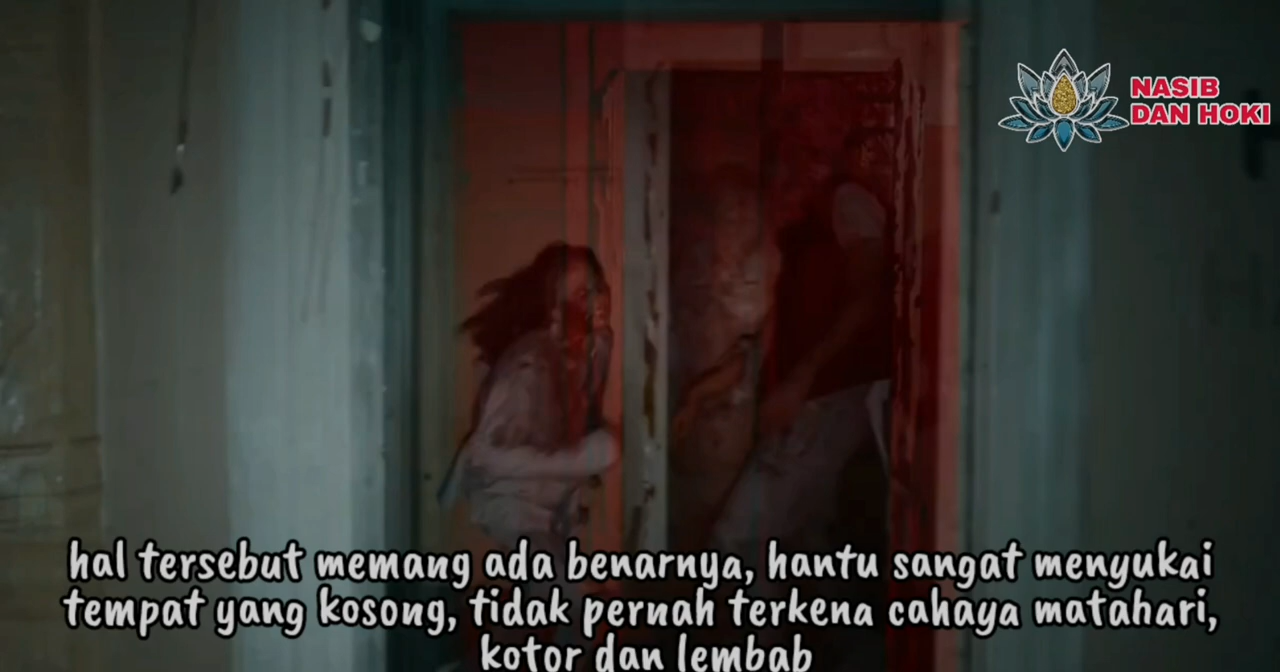 NASIB
DAN HOKI
hal tersebut memang ada benarnya, hantu sangat menyukai
tempat yang kosong, tidak pernah terkena cahaya matahari,
kotor dan lembab